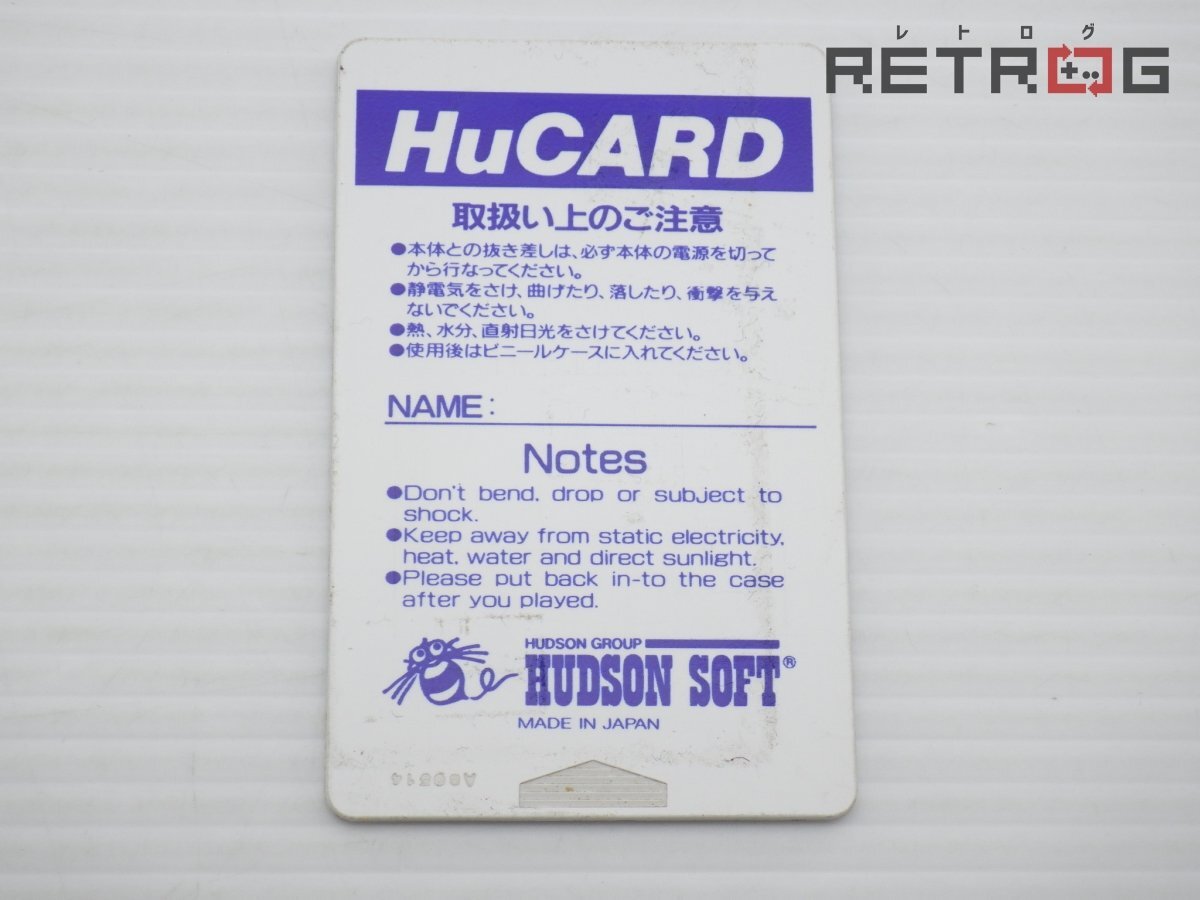 レトログ
RETROG
HuCARD
取扱い上のご注意
●本体との抜き差しは、必ず本体の電源を切って
から行なってください。
●静電気をさけ、曲げたり、落したり、衝撃を与え
ないでください。
●熱、水分、直射日光をさけてください。
●使用後はビニールケースに入れてください。
NAME:
Notes
●Don't bend, drop or subject to
shock.
●Keep away from static electricity,
heat, water and direct sunlight.
●Please put back in-to the case
after you played.
HUDSON GROUP
HUDSON SOFT®
MADE IN JAPAN